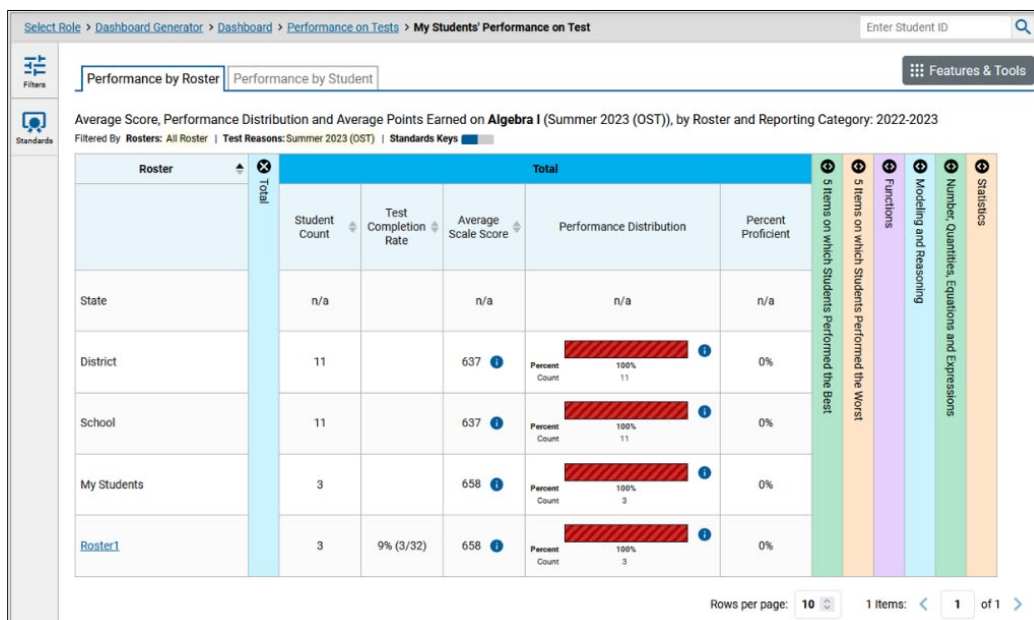 Select Role > Dashboard Generator > Dashboard > Performance on Tests > My Students' Performance on Test
Enter Student ID
Filters
Standards
Performance by Roster
Performance by Student
Features & Tools
Average Score, Performance Distribution and Average Points Earned on Algebra I (Summer 2023 (OST)), by Roster and Reporting Category: 2022-2023
Filtered By Rosters: All Roster | Test Reasons: Summer 2023 (OST) | Standards Keys
Roster
Total
Total
5 Items on which Students Performed the Best
5 Items on which Students Performed the Worst
Functions
Modeling and Reasoning
Number, Quantities, Equations and Expressions
Statistics
Student Count
Test Completion Rate
Average Scale Score
Performance Distribution
Percent Proficient
State n/a n/a n/a n/a
District 11 637 0%
Percent 100%
Count 11
School 11 637 0%
Percent 100%
Count 11
My Students 3 658 0%
Percent 100%
Count 3
Roster1 3 9% (3/32) 658 0%
Percent 100%
Count 3
Rows per page: 10 1 Items: 1 of 1